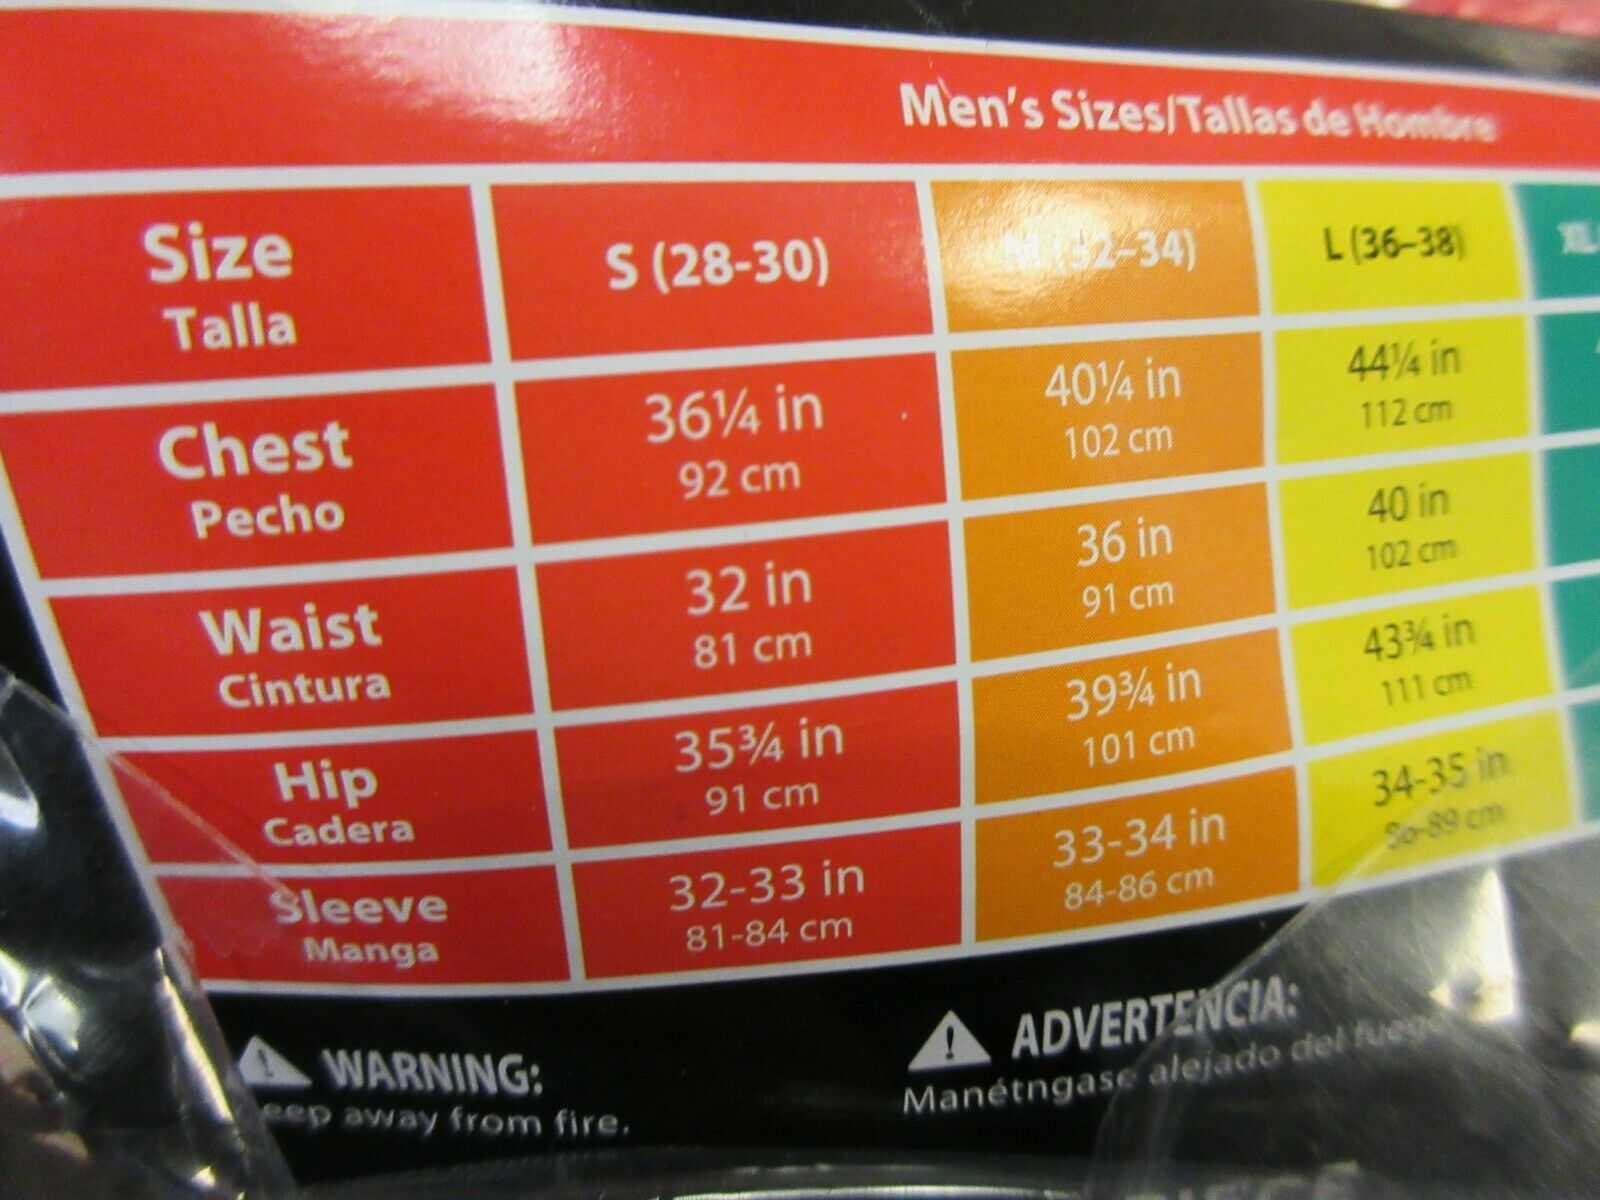 Men's Sizes/Tallas de Hombre
Size S (28-30) M (32-34) L (36-38) XL
Talla
Chest 36¼ in 40¼ in 44¼ in
Pecho 92 cm 102 cm 112 cm
Waist 32 in 36 in 40 in
Cintura 81 cm 91 cm 102 cm
Hip 35¾ in 39¾ in 43¾ in
Cadera 91 cm 101 cm 111 cm
Sleeve 32-33 in 33-34 in 34-35 in
Manga 81-84 cm 84-86 cm
WARNING:
away from fire.
ADVERTENCIA:
Manétngase alejado del fuego